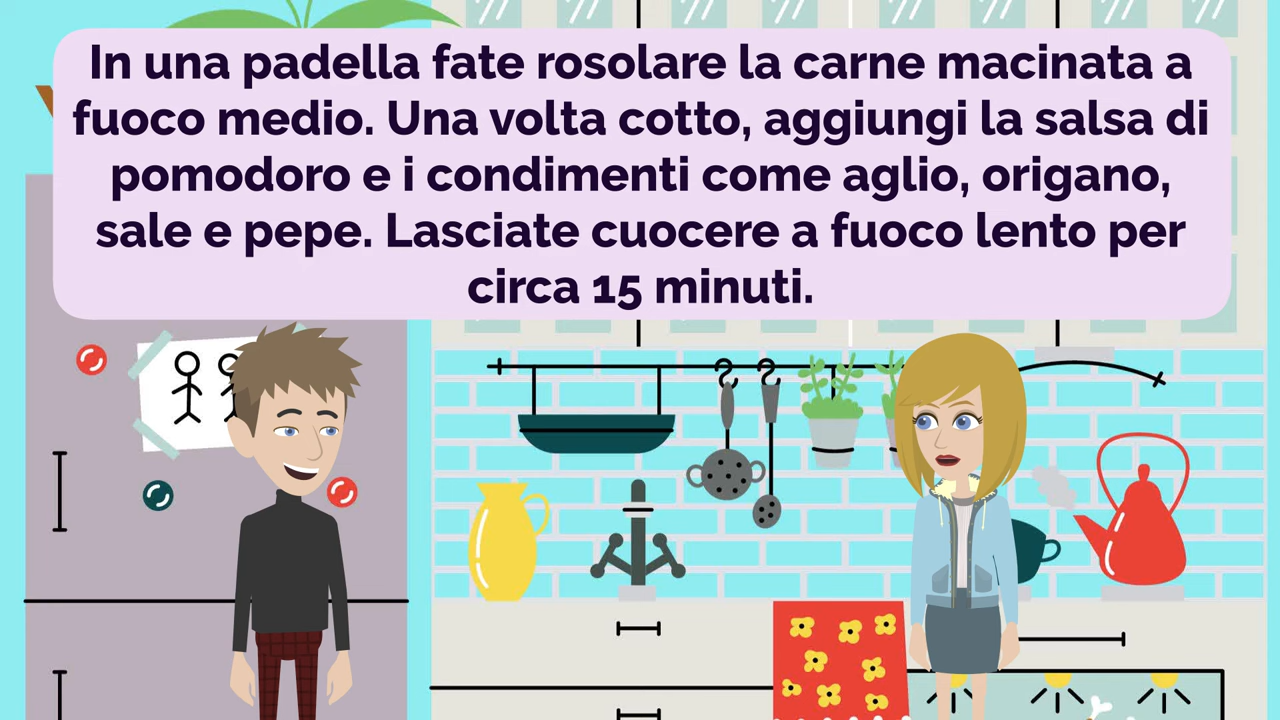 In una padella fate rosolare la carne macinata a
fuoco medio. Una volta cotto, aggiungi la salsa di
pomodoro e i condimenti come aglio, origano,
sale e pepe. Lasciate cuocere a fuoco lento per
circa 15 minuti.